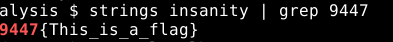 alysis $ strings insanity | grep 9447
9447{This_is_a_flag}